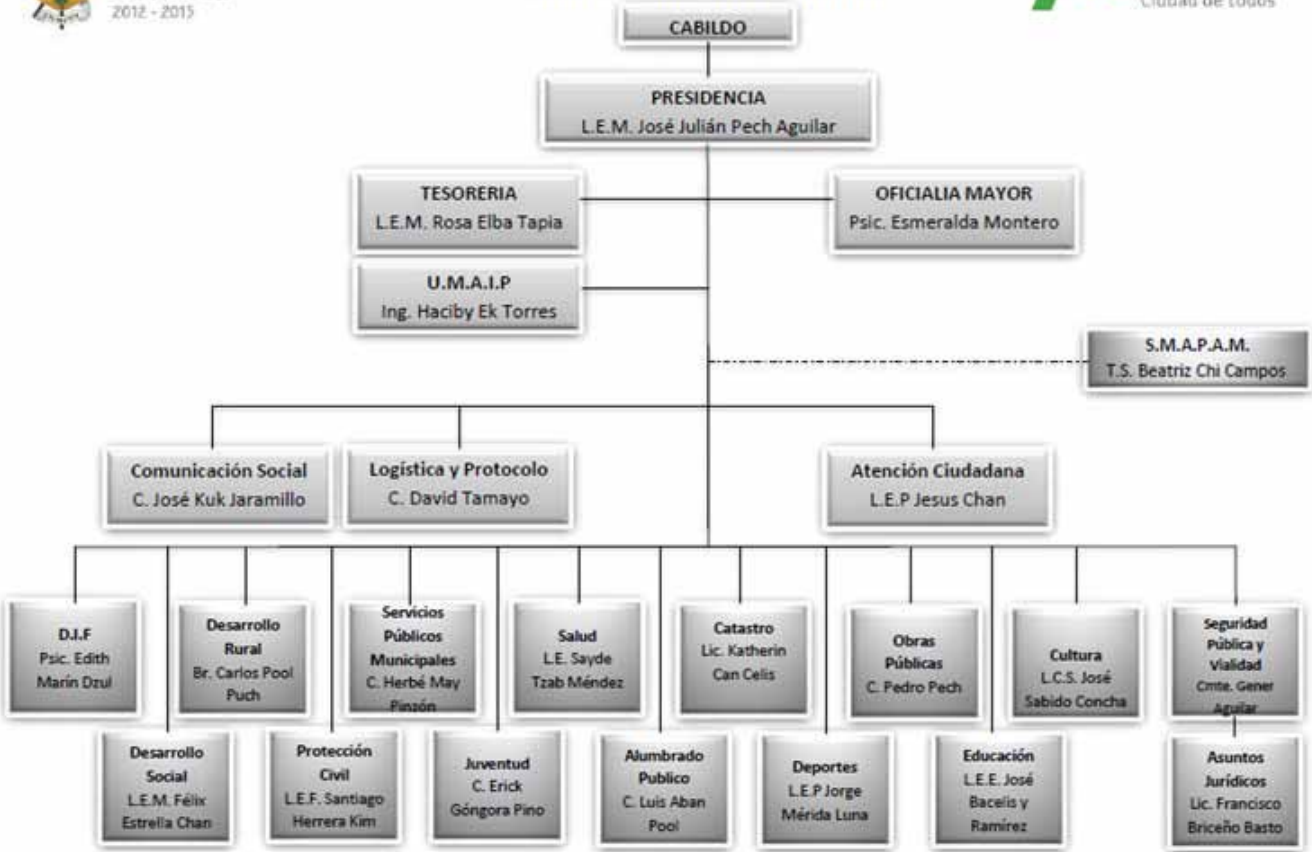 2012 - 2015
Ciudad de todos
CABILDO
PRESIDENCIA
L.E.M. José Julián Pech Aguilar
TESORERIA
L.E.M. Rosa Elba Tapia
OFICIALIA MAYOR
Psic. Esmeralda Montero
U.M.A.I.P
Ing. Haciby Ek Torres
S.M.A.P.A.M.
T.S. Beatriz Chi Campos
Comunicación Social
C. José Kuk Jaramillo
Logística y Protocolo
C. David Tamayo
Atención Ciudadana
L.E.P Jesus Chan
D.I.F
Psic. Edith
Marín Dzul
Desarrollo
Rural
Br. Carlos Pool
Puch
Servicios
Públicos
Municipales
C. Herbé May
Pinzón
Salud
L.E. Sayde
Tzab Méndez
Catastro
Lic. Katherin
Can Celis
Obras
Públicas
C. Pedro Pech
Cultura
L.C.S. José
Sabido Concha
Seguridad
Pública y
Vialidad
Cmte. Gener
Aguilar
Desarrollo
Social
L.E.M. Félix
Estrella Chan
Protección
Civil
L.E.F. Santiago
Herrera Kim
Juventud
C. Erick
Góngora Pino
Alumbrado
Publico
C. Luis Aban
Pool
Deportes
L.E.P Jorge
Mérida Luna
Educación
L.E.E. José
Bacelis y
Ramírez
Asuntos
Jurídicos
Lic. Francisco
Briceño Basto